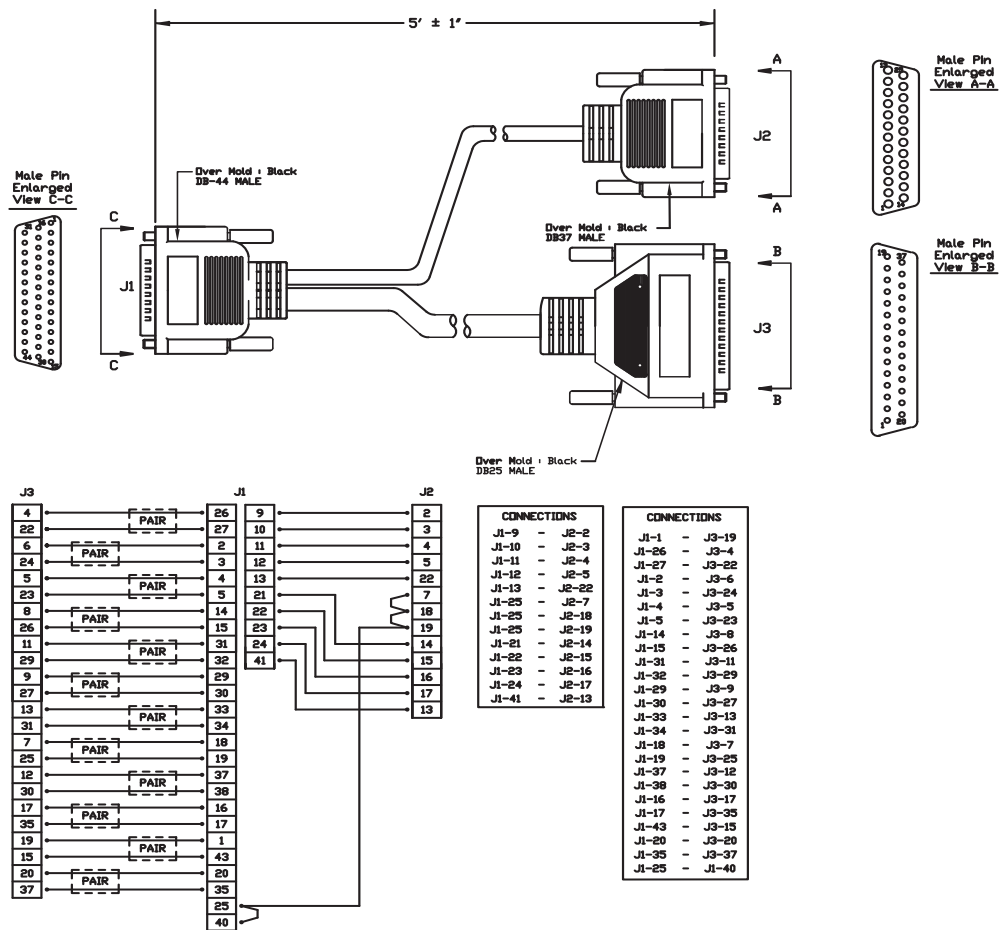 5' ± 1"
A
Male Pin
Enlarged
View A-A
19 25
J2
1 14
A
Over Mold : Black
DB-44 MALE
Male Pin
Enlarged
View C-C
C
J1
C
44
Over Mold : Black
DB37 MALE
B
Male Pin
Enlarged
View B-B
19 37
J3
B
1 20
Over Mold : Black
DB25 MALE
J3 J1 J2
4 PAIR 26 9 2
22 27 10 3
6 PAIR 2 11 4
24 3 12 5
5 PAIR 4 13 22
23 5 21 7
8 PAIR 14 22 18
26 15 23 19
11 PAIR 31 24 14
29 32 41 15
9 PAIR 29 16
27 30 17
13 PAIR 33 13
31 34
7 PAIR 18
25 19
12 PAIR 37
30 38
17 PAIR 16
35 17
19 PAIR 1
15 43
20 PAIR 20
37 35
25
40
CONNECTIONS
J1-9 - J2-2
J1-10 - J2-3
J1-11 - J2-4
J1-12 - J2-5
J1-13 - J2-22
J1-25 - J2-7
J1-25 - J2-18
J1-25 - J2-19
J1-21 - J2-14
J1-22 - J2-15
J1-23 - J2-16
J1-24 - J2-17
J1-41 - J2-13
CONNECTIONS
J1-1 - J3-19
J1-26 - J3-4
J1-27 - J3-22
J1-2 - J3-6
J1-3 - J3-24
J1-4 - J3-5
J1-5 - J3-23
J1-14 - J3-8
J1-15 - J3-26
J1-31 - J3-11
J1-32 - J3-29
J1-29 - J3-9
J1-30 - J3-27
J1-33 - J3-13
J1-34 - J3-31
J1-18 - J3-7
J1-19 - J3-25
J1-37 - J3-12
J1-38 - J3-30
J1-16 - J3-17
J1-17 - J3-35
J1-43 - J3-15
J1-20 - J3-20
J1-35 - J3-37
J1-25 - J1-40